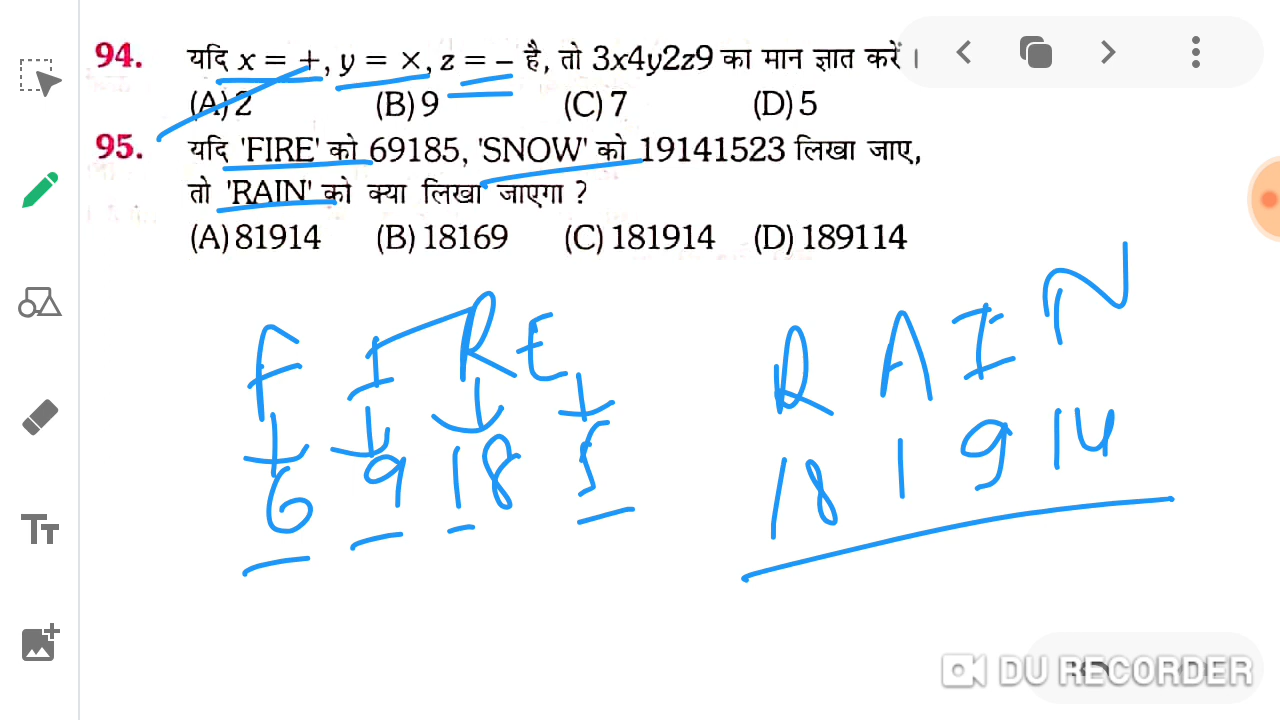 94. यदि x = +, y = ×, z = – है, तो 3x4y2z9 का मान ज्ञात करें ।
(A) 2 (B) 9 (C) 7 (D) 5
95. यदि 'FIRE' को 69185, 'SNOW' को 19141523 लिखा जाए,
तो 'RAIN' को क्या लिखा जाएगा ?
(A) 81914 (B) 18169 (C) 181914 (D) 189114
F I R E R A I N
6 9 18 5 18 1 9 14
TT
DU RECORDER